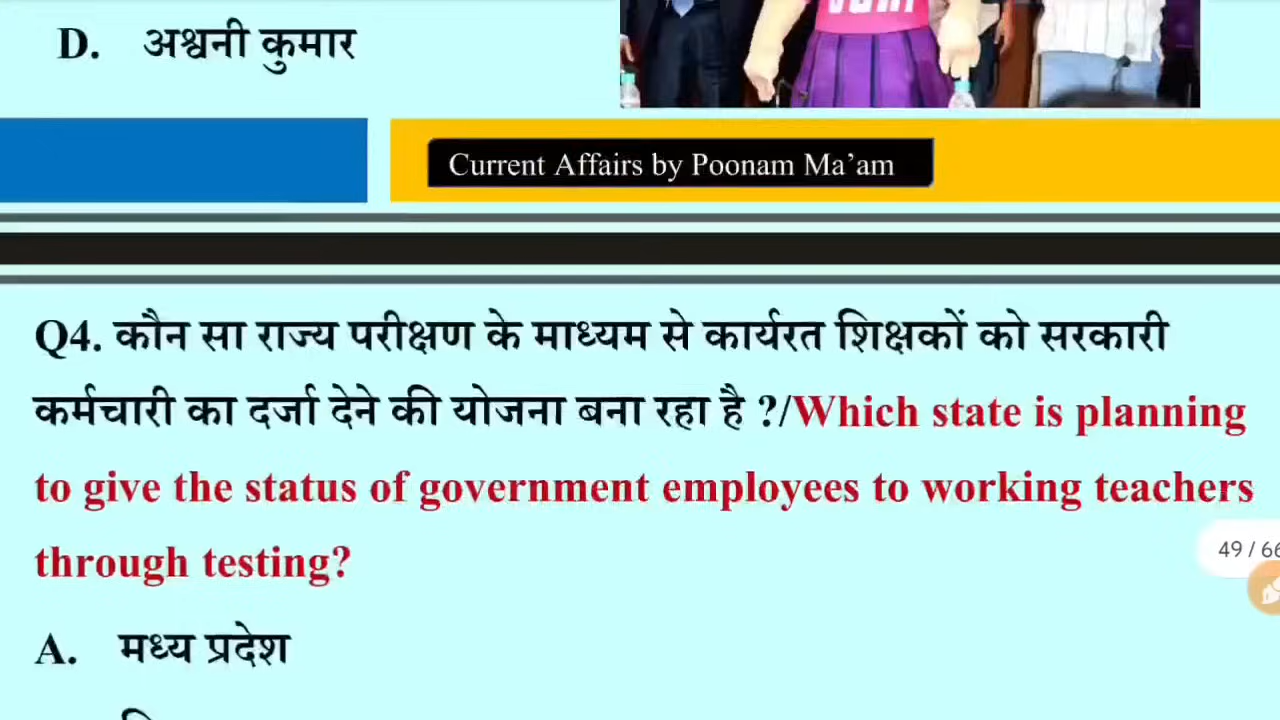 D. अश्वनी कुमार
Current Affairs by Poonam Ma’am
Q4. कौन सा राज्य परीक्षण के माध्यम से कार्यरत शिक्षकों को सरकारी
कर्मचारी का दर्जा देने की योजना बना रहा है ?/Which state is planning
to give the status of government employees to working teachers
through testing?
49 / 66
A. मध्य प्रदेश